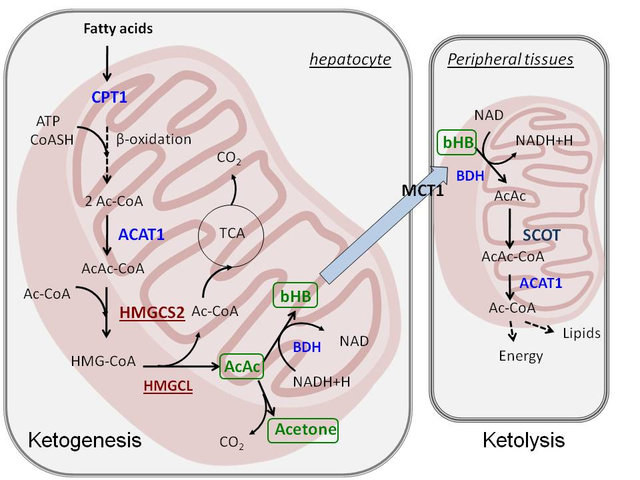 Fatty acids
hepatocyte
CPT1
ATP
CoASH
β-oxidation
CO2
2 Ac-CoA
ACAT1
TCA
AcAc-CoA
Ac-CoA
HMGCS2
Ac-CoA
bHB
HMG-CoA
HMGCL
AcAc
BDH
NAD
NADH+H
CO2
Acetone
Ketogenesis
MCT1
Peripheral tissues
NAD
bHB
NADH+H
BDH
AcAc
SCOT
AcAc-CoA
ACAT1
Ac-CoA
Lipids
Energy
Ketolysis